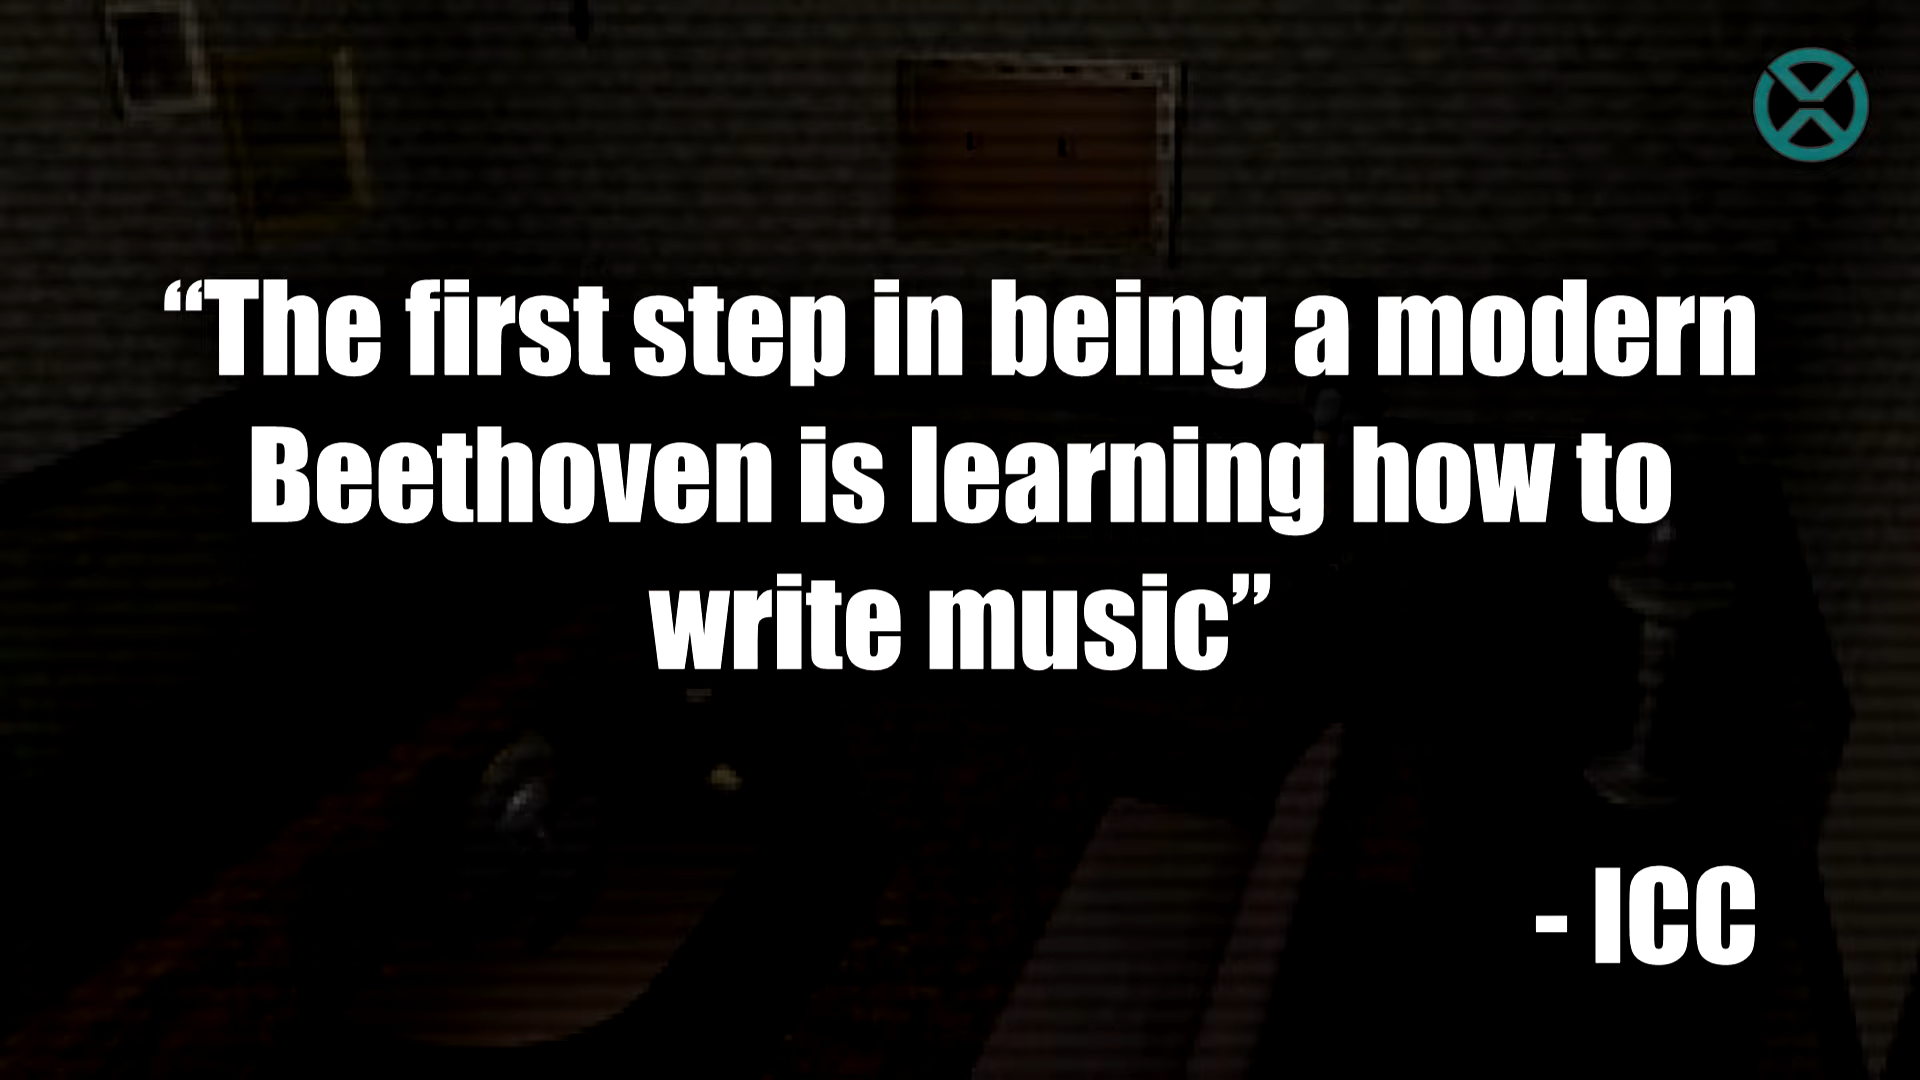 “The first step in being a modern
Beethoven is learning how to
write music”
- ICC